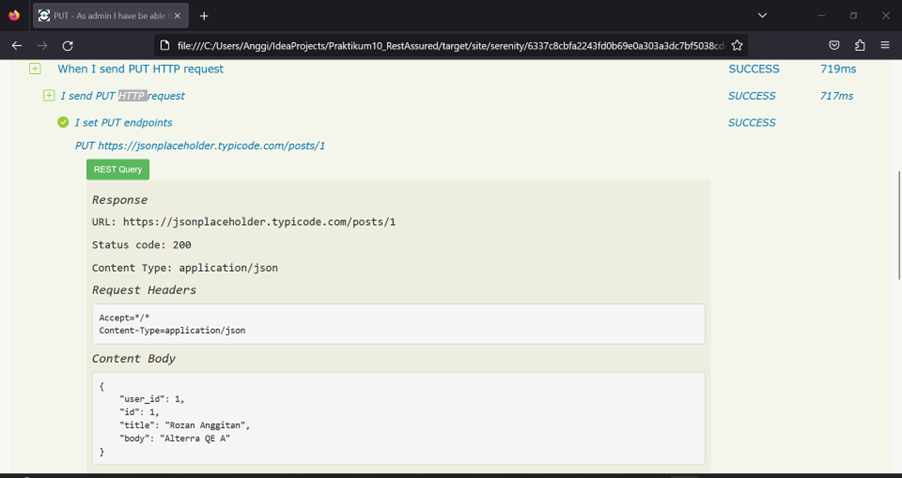 PUT - As admin I have be able t
file:///C:/Users/Anggi/IdeaProjects/Praktikum10_RestAssured/target/site/serenity/6337c8cbfa2243fd0b69e0a303a3dc7bf5038cd
When I send PUT HTTP request SUCCESS 719ms
I send PUT HTTP request SUCCESS 717ms
I set PUT endpoints SUCCESS
PUT https://jsonplaceholder.typicode.com/posts/1
REST Query
Response
URL: https://jsonplaceholder.typicode.com/posts/1
Status code: 200
Content Type: application/json
Request Headers
Accept=*/*
Content-Type=application/json
Content Body
{
"user_id": 1,
"id": 1,
"title": "Rozan Anggitan",
"body": "Alterra QE A"
}